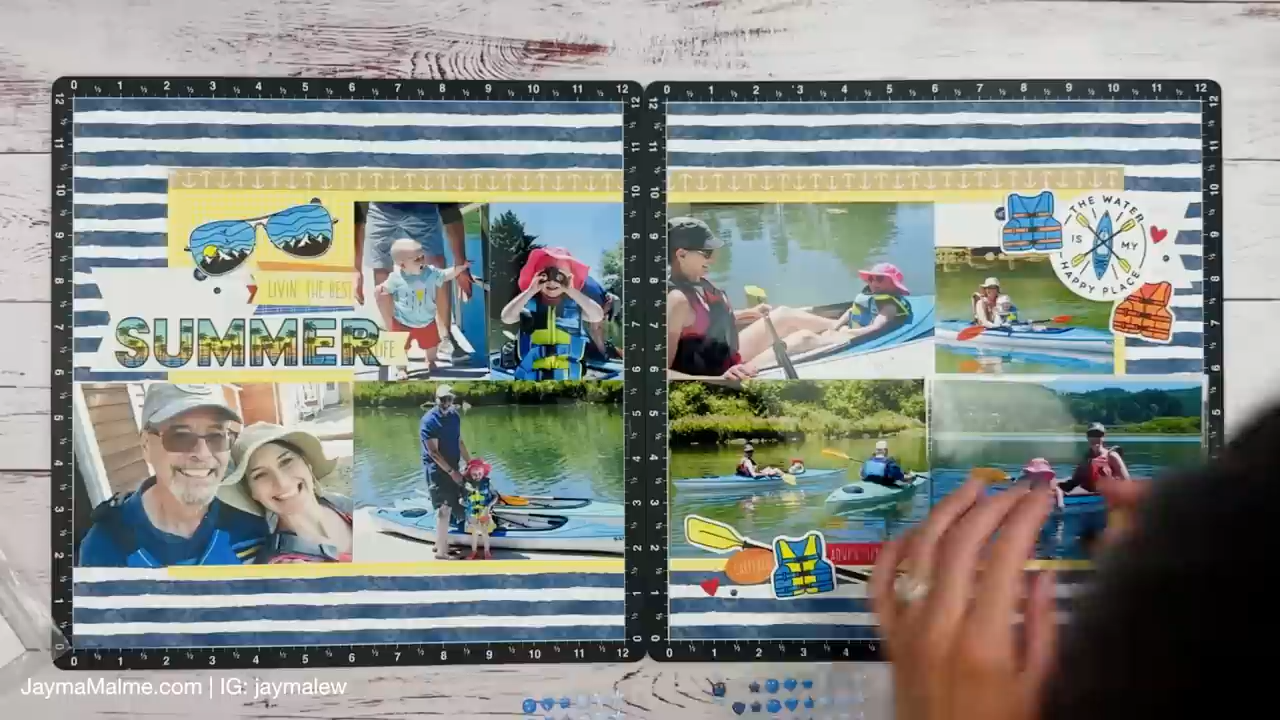 LIVIN' THE BEST
SUMMER
LIFE
THE WATER
IS MY
HAPPY PLACE
JaymaMalme.com | IG: jaymalew